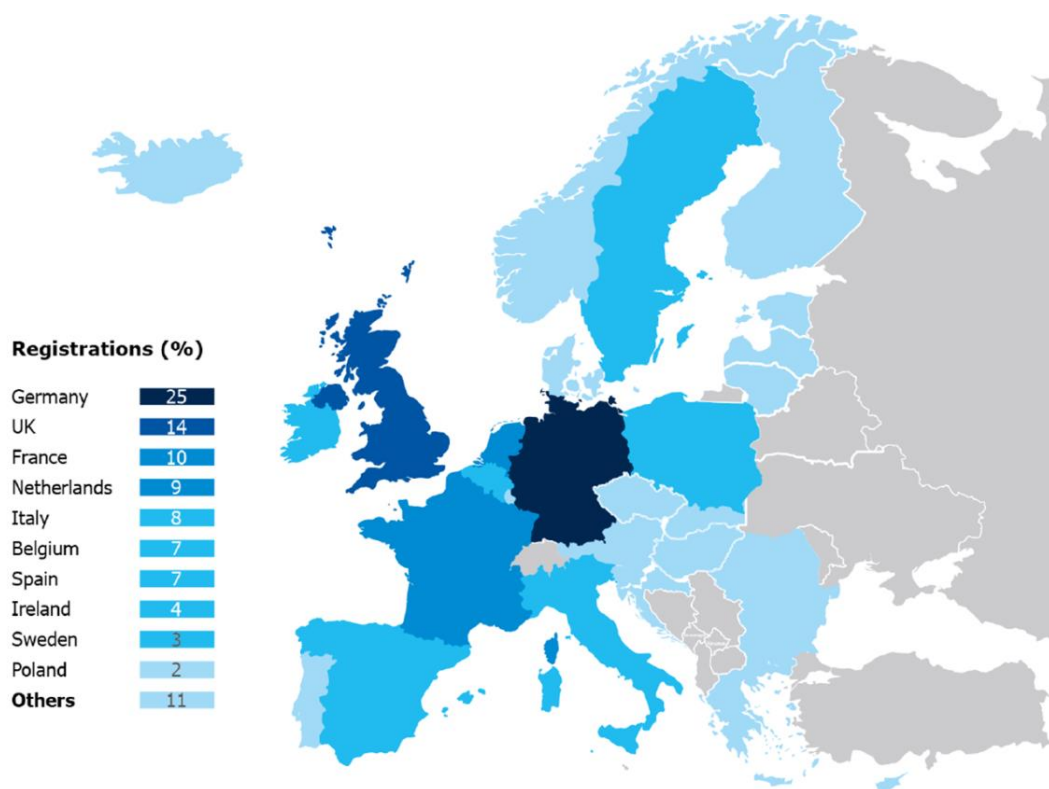 Registrations (%)
Germany 25
UK 14
France 10
Netherlands 9
Italy 8
Belgium 7
Spain 7
Ireland 4
Sweden 3
Poland 2
Others 11